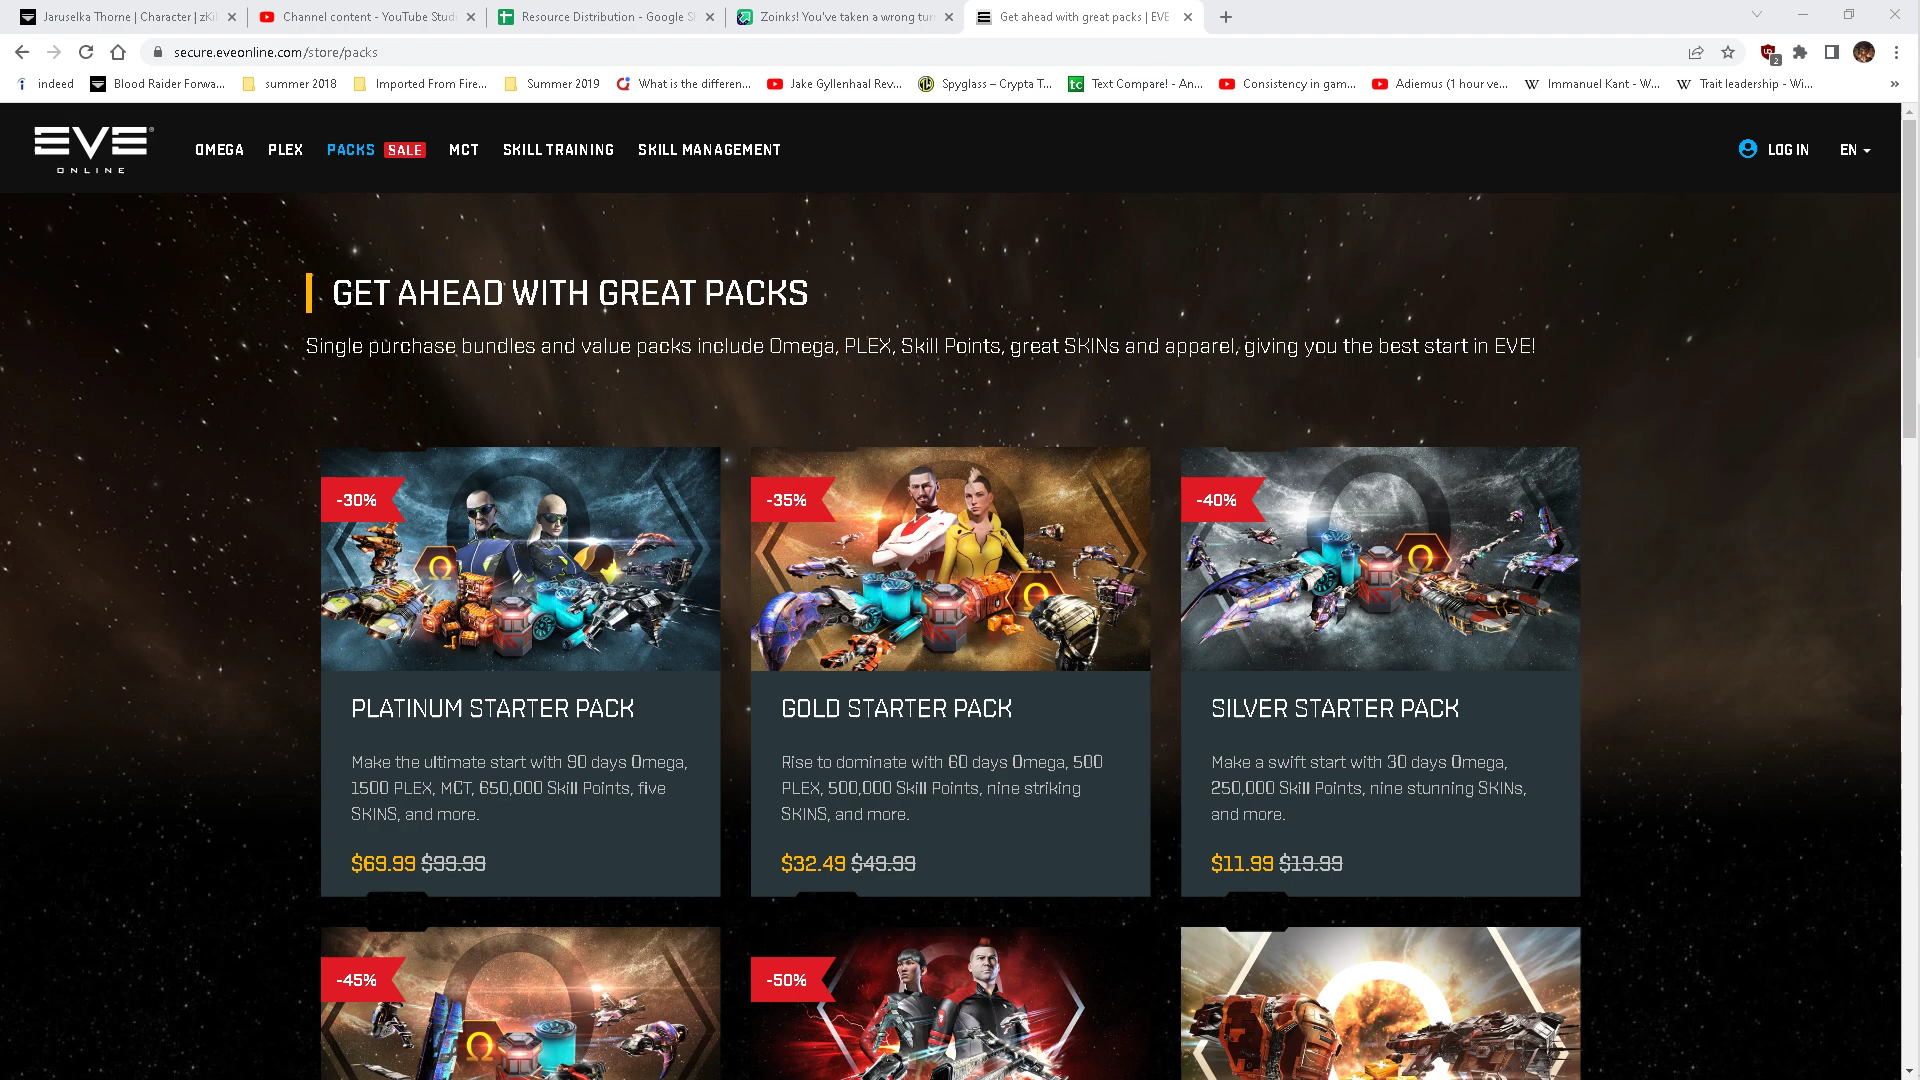 Jaruselka Thorne | Character | zKil
Channel content - YouTube Studi
Resource Distribution - Google S
Zoinks! You've taken a wrong tur
Get ahead with great packs | EVE
secure.eveonline.com/store/packs
2
indeed
Blood Raider Forwa...
summer 2018
Imported From Fire...
Summer 2019
What is the differen...
Jake Gyllenhaal Rev...
Spyglass – Crypta T...
tc
Text Compare! - An...
Consistency in gam...
Adiemus (1 hour ve...
W
Immanuel Kant - W...
W
Trait leadership - Wi...
»
EVE
ONLINE
OMEGA
PLEX
PACKS
SALE
MCT
SKILL TRAINING
SKILL MANAGEMENT
LOG IN
EN
GET AHEAD WITH GREAT PACKS
Single purchase bundles and value packs include Omega, PLEX, Skill Points, great SKINs and apparel, giving you the best start in EVE!
-30%
Ω
PLATINUM STARTER PACK
Make the ultimate start with 90 days Omega,
1500 PLEX, MCT, 650,000 Skill Points, five
SKINS, and more.
$69.99 $99.99
-35%
Ω
GOLD STARTER PACK
Rise to dominate with 60 days Omega, 500
PLEX, 500,000 Skill Points, nine striking
SKINS, and more.
$32.49 $49.99
-40%
Ω
SILVER STARTER PACK
Make a swift start with 30 days Omega,
250,000 Skill Points, nine stunning SKINs,
and more.
$11.99 $19.99
-45%
Ω
-50%